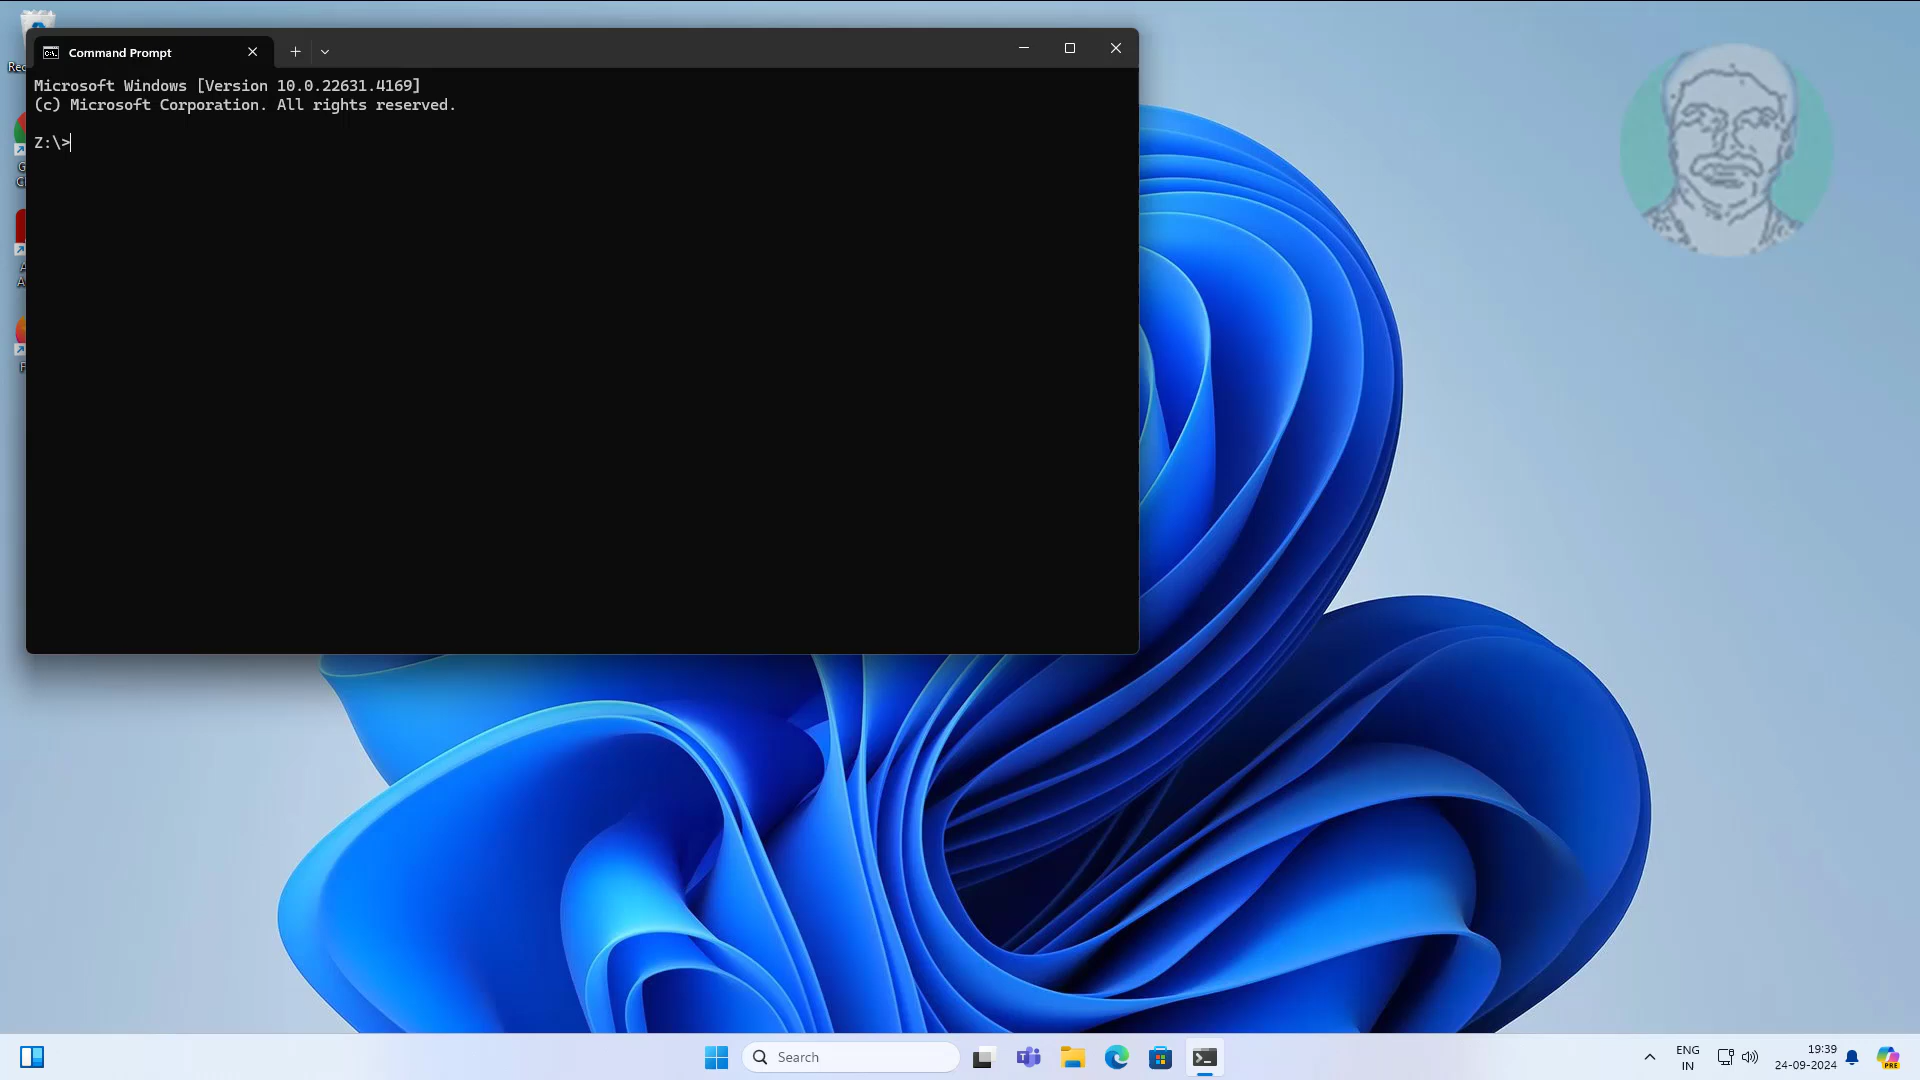 Command Prompt
Microsoft Windows [Version 10.0.22631.4169]
(c) Microsoft Corporation. All rights reserved.
Z:\>
Search
ENG
IN
19:39
24-09-2024
PRE